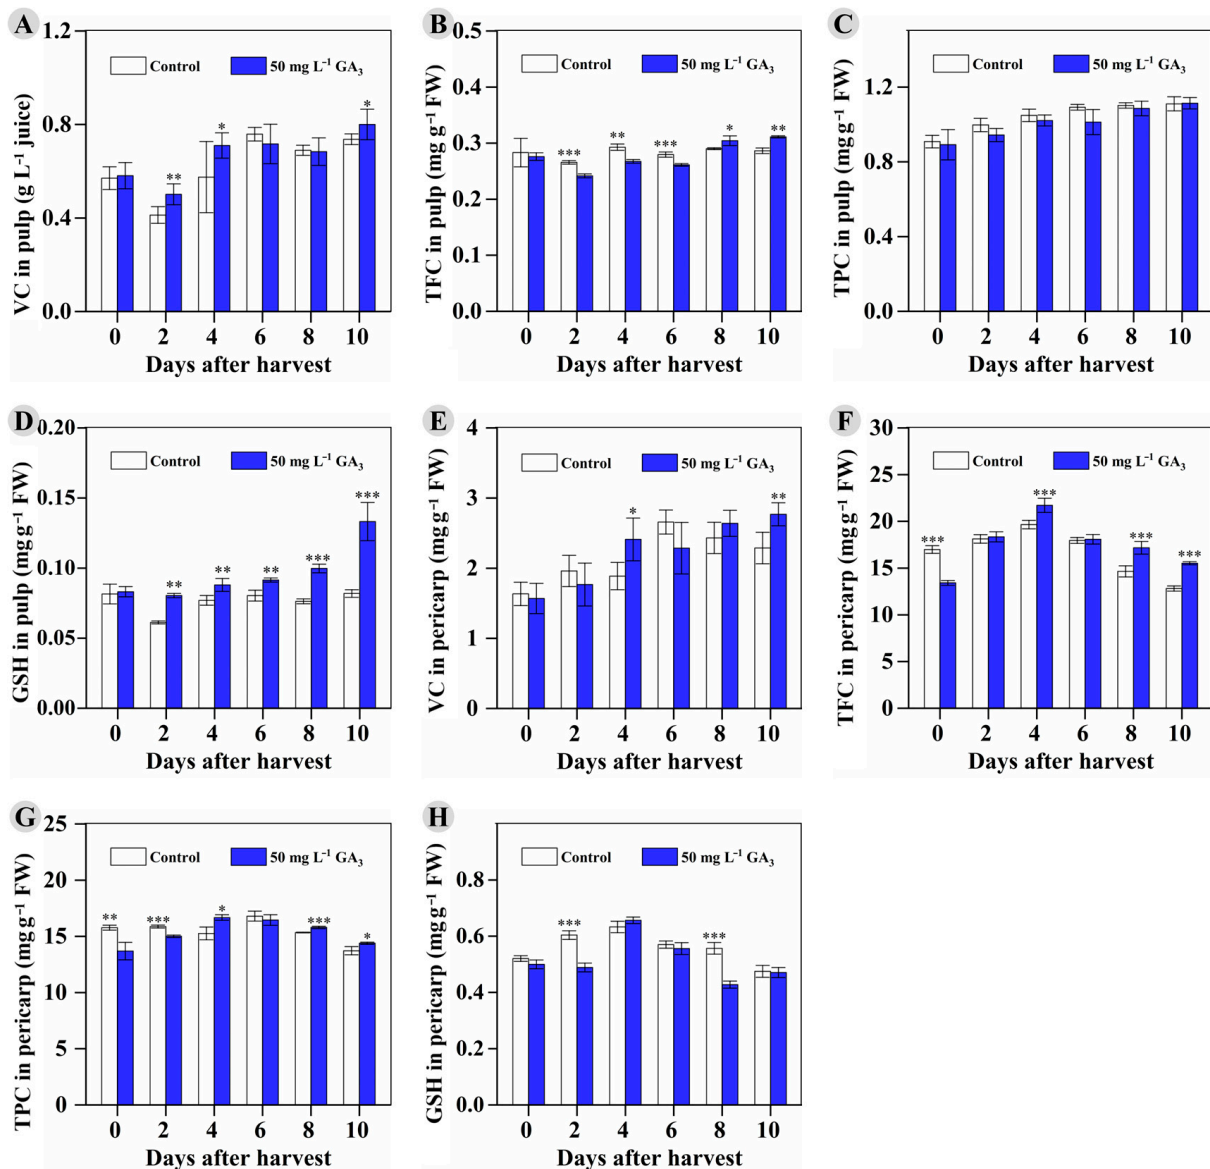 A
VC in pulp (g L⁻¹ juice)
1.2
0.8
0.4
0.0
Control
50 mg L⁻¹ GA₃
**
*
*
0 2 4 6 8 10
Days after harvest
B
TFC in pulp (mg g⁻¹ FW)
0.5
0.4
0.3
0.2
0.1
0.0
Control
50 mg L⁻¹ GA₃
***
**
***
*
**
0 2 4 6 8 10
Days after harvest
C
TPC in pulp (mg g⁻¹ FW)
1.2
0.8
0.4
0.0
Control
50 mg L⁻¹ GA₃
0 2 4 6 8 10
Days after harvest
D
GSH in pulp (mg g⁻¹ FW)
0.20
0.15
0.10
0.05
0.00
Control
50 mg L⁻¹ GA₃
**
**
**
***
***
0 2 4 6 8 10
Days after harvest
E
VC in pericarp (mg g⁻¹ FW)
4
3
2
1
0
Control
50 mg L⁻¹ GA₃
*
**
0 2 4 6 8 10
Days after harvest
F
TFC in pericarp (mg g⁻¹ FW)
30
25
20
15
10
5
0
Control
50 mg L⁻¹ GA₃
***
***
***
***
0 2 4 6 8 10
Days after harvest
G
TPC in pericarp (mg g⁻¹ FW)
25
20
15
10
5
0
Control
50 mg L⁻¹ GA₃
**
***
*
***
*
0 2 4 6 8 10
Days after harvest
H
GSH in pericarp (mg g⁻¹ FW)
0.8
0.6
0.4
0.2
0.0
Control
50 mg L⁻¹ GA₃
***
***
0 2 4 6 8 10
Days after harvest